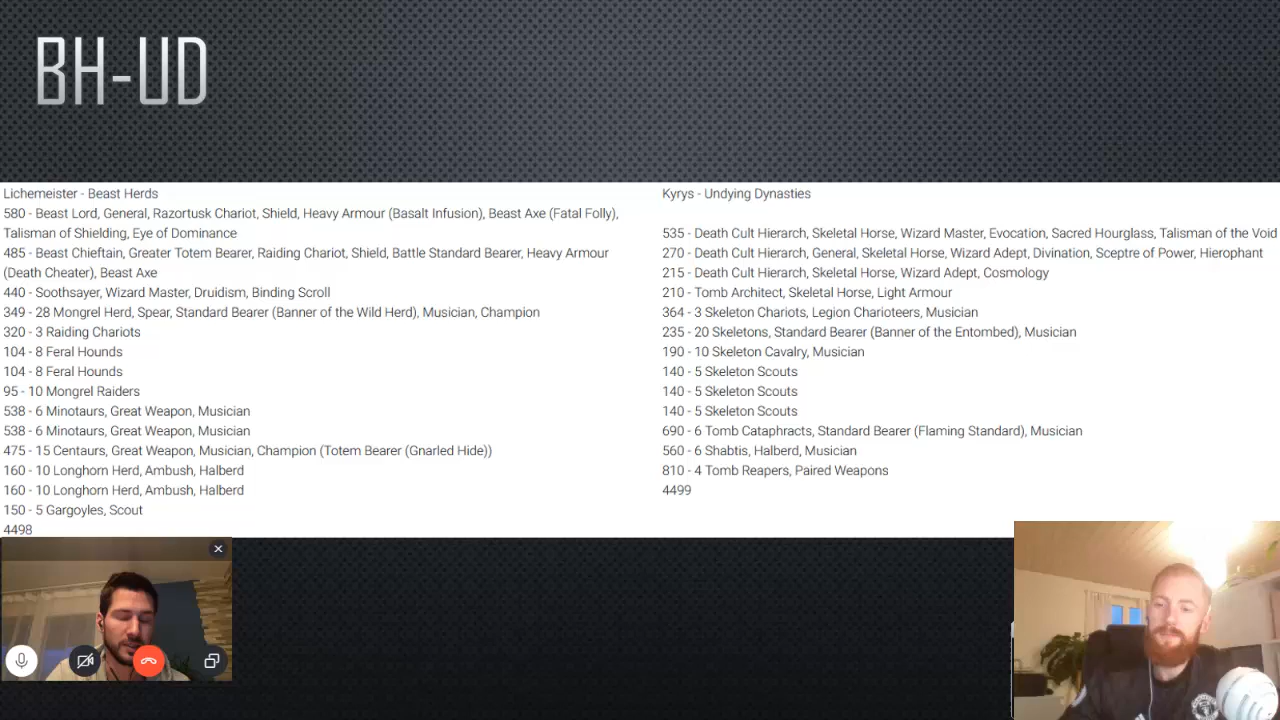 BH-UD
Lichemeister - Beast Herds
580 - Beast Lord, General, Razortusk Chariot, Shield, Heavy Armour (Basalt Infusion), Beast Axe (Fatal Folly),
Talisman of Shielding, Eye of Dominance
485 - Beast Chieftain, Greater Totem Bearer, Raiding Chariot, Shield, Battle Standard Bearer, Heavy Armour
(Death Cheater), Beast Axe
440 - Soothsayer, Wizard Master, Druidism, Binding Scroll
349 - 28 Mongrel Herd, Spear, Standard Bearer (Banner of the Wild Herd), Musician, Champion
320 - 3 Raiding Chariots
104 - 8 Feral Hounds
104 - 8 Feral Hounds
95 - 10 Mongrel Raiders
538 - 6 Minotaurs, Great Weapon, Musician
538 - 6 Minotaurs, Great Weapon, Musician
475 - 15 Centaurs, Great Weapon, Musician, Champion (Totem Bearer (Gnarled Hide))
160 - 10 Longhorn Herd, Ambush, Halberd
160 - 10 Longhorn Herd, Ambush, Halberd
150 - 5 Gargoyles, Scout
4498
Kyrys - Undying Dynasties
535 - Death Cult Hierarch, Skeletal Horse, Wizard Master, Evocation, Sacred Hourglass, Talisman of the Void
270 - Death Cult Hierarch, General, Skeletal Horse, Wizard Adept, Divination, Sceptre of Power, Hierophant
215 - Death Cult Hierarch, Skeletal Horse, Wizard Adept, Cosmology
210 - Tomb Architect, Skeletal Horse, Light Armour
364 - 3 Skeleton Chariots, Legion Charioteers, Musician
235 - 20 Skeletons, Standard Bearer (Banner of the Entombed), Musician
190 - 10 Skeleton Cavalry, Musician
140 - 5 Skeleton Scouts
140 - 5 Skeleton Scouts
140 - 5 Skeleton Scouts
690 - 6 Tomb Cataphracts, Standard Bearer (Flaming Standard), Musician
560 - 6 Shabtis, Halberd, Musician
810 - 4 Tomb Reapers, Paired Weapons
4499